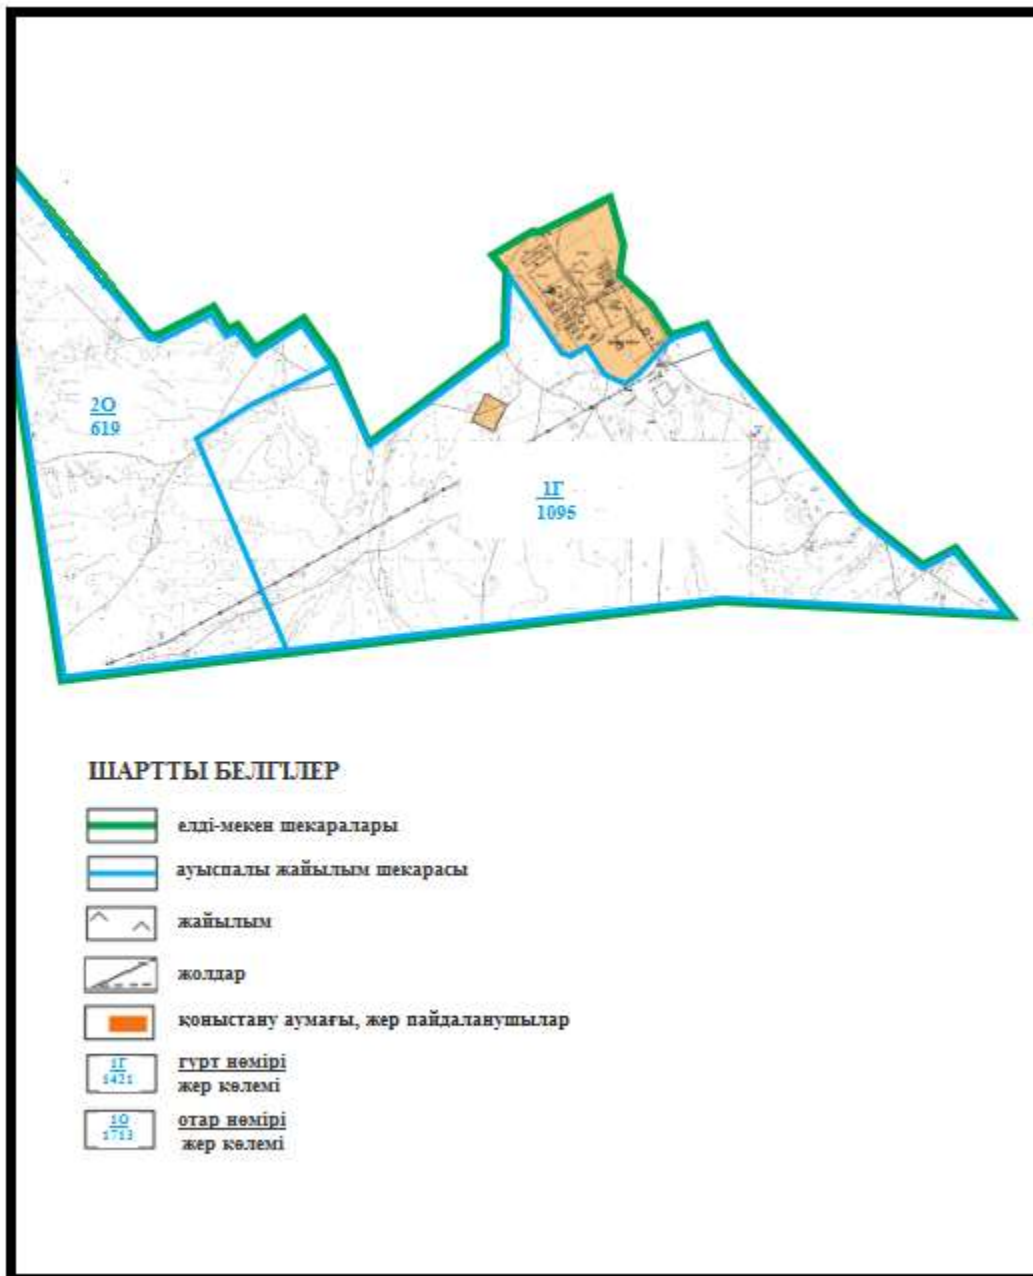 2О
619
1Г
1095
ШАРТТЫ БЕЛГІЛЕР
елді-мекен шекаралары
ауыспалы жайылым шекарасы
жайылым
жолдар
қоныстану аумағы, жер пайдаланушылар
1Г
1421
гурт нөмірі
жер көлемі
1О
1713
отар нөмірі
жер көлемі